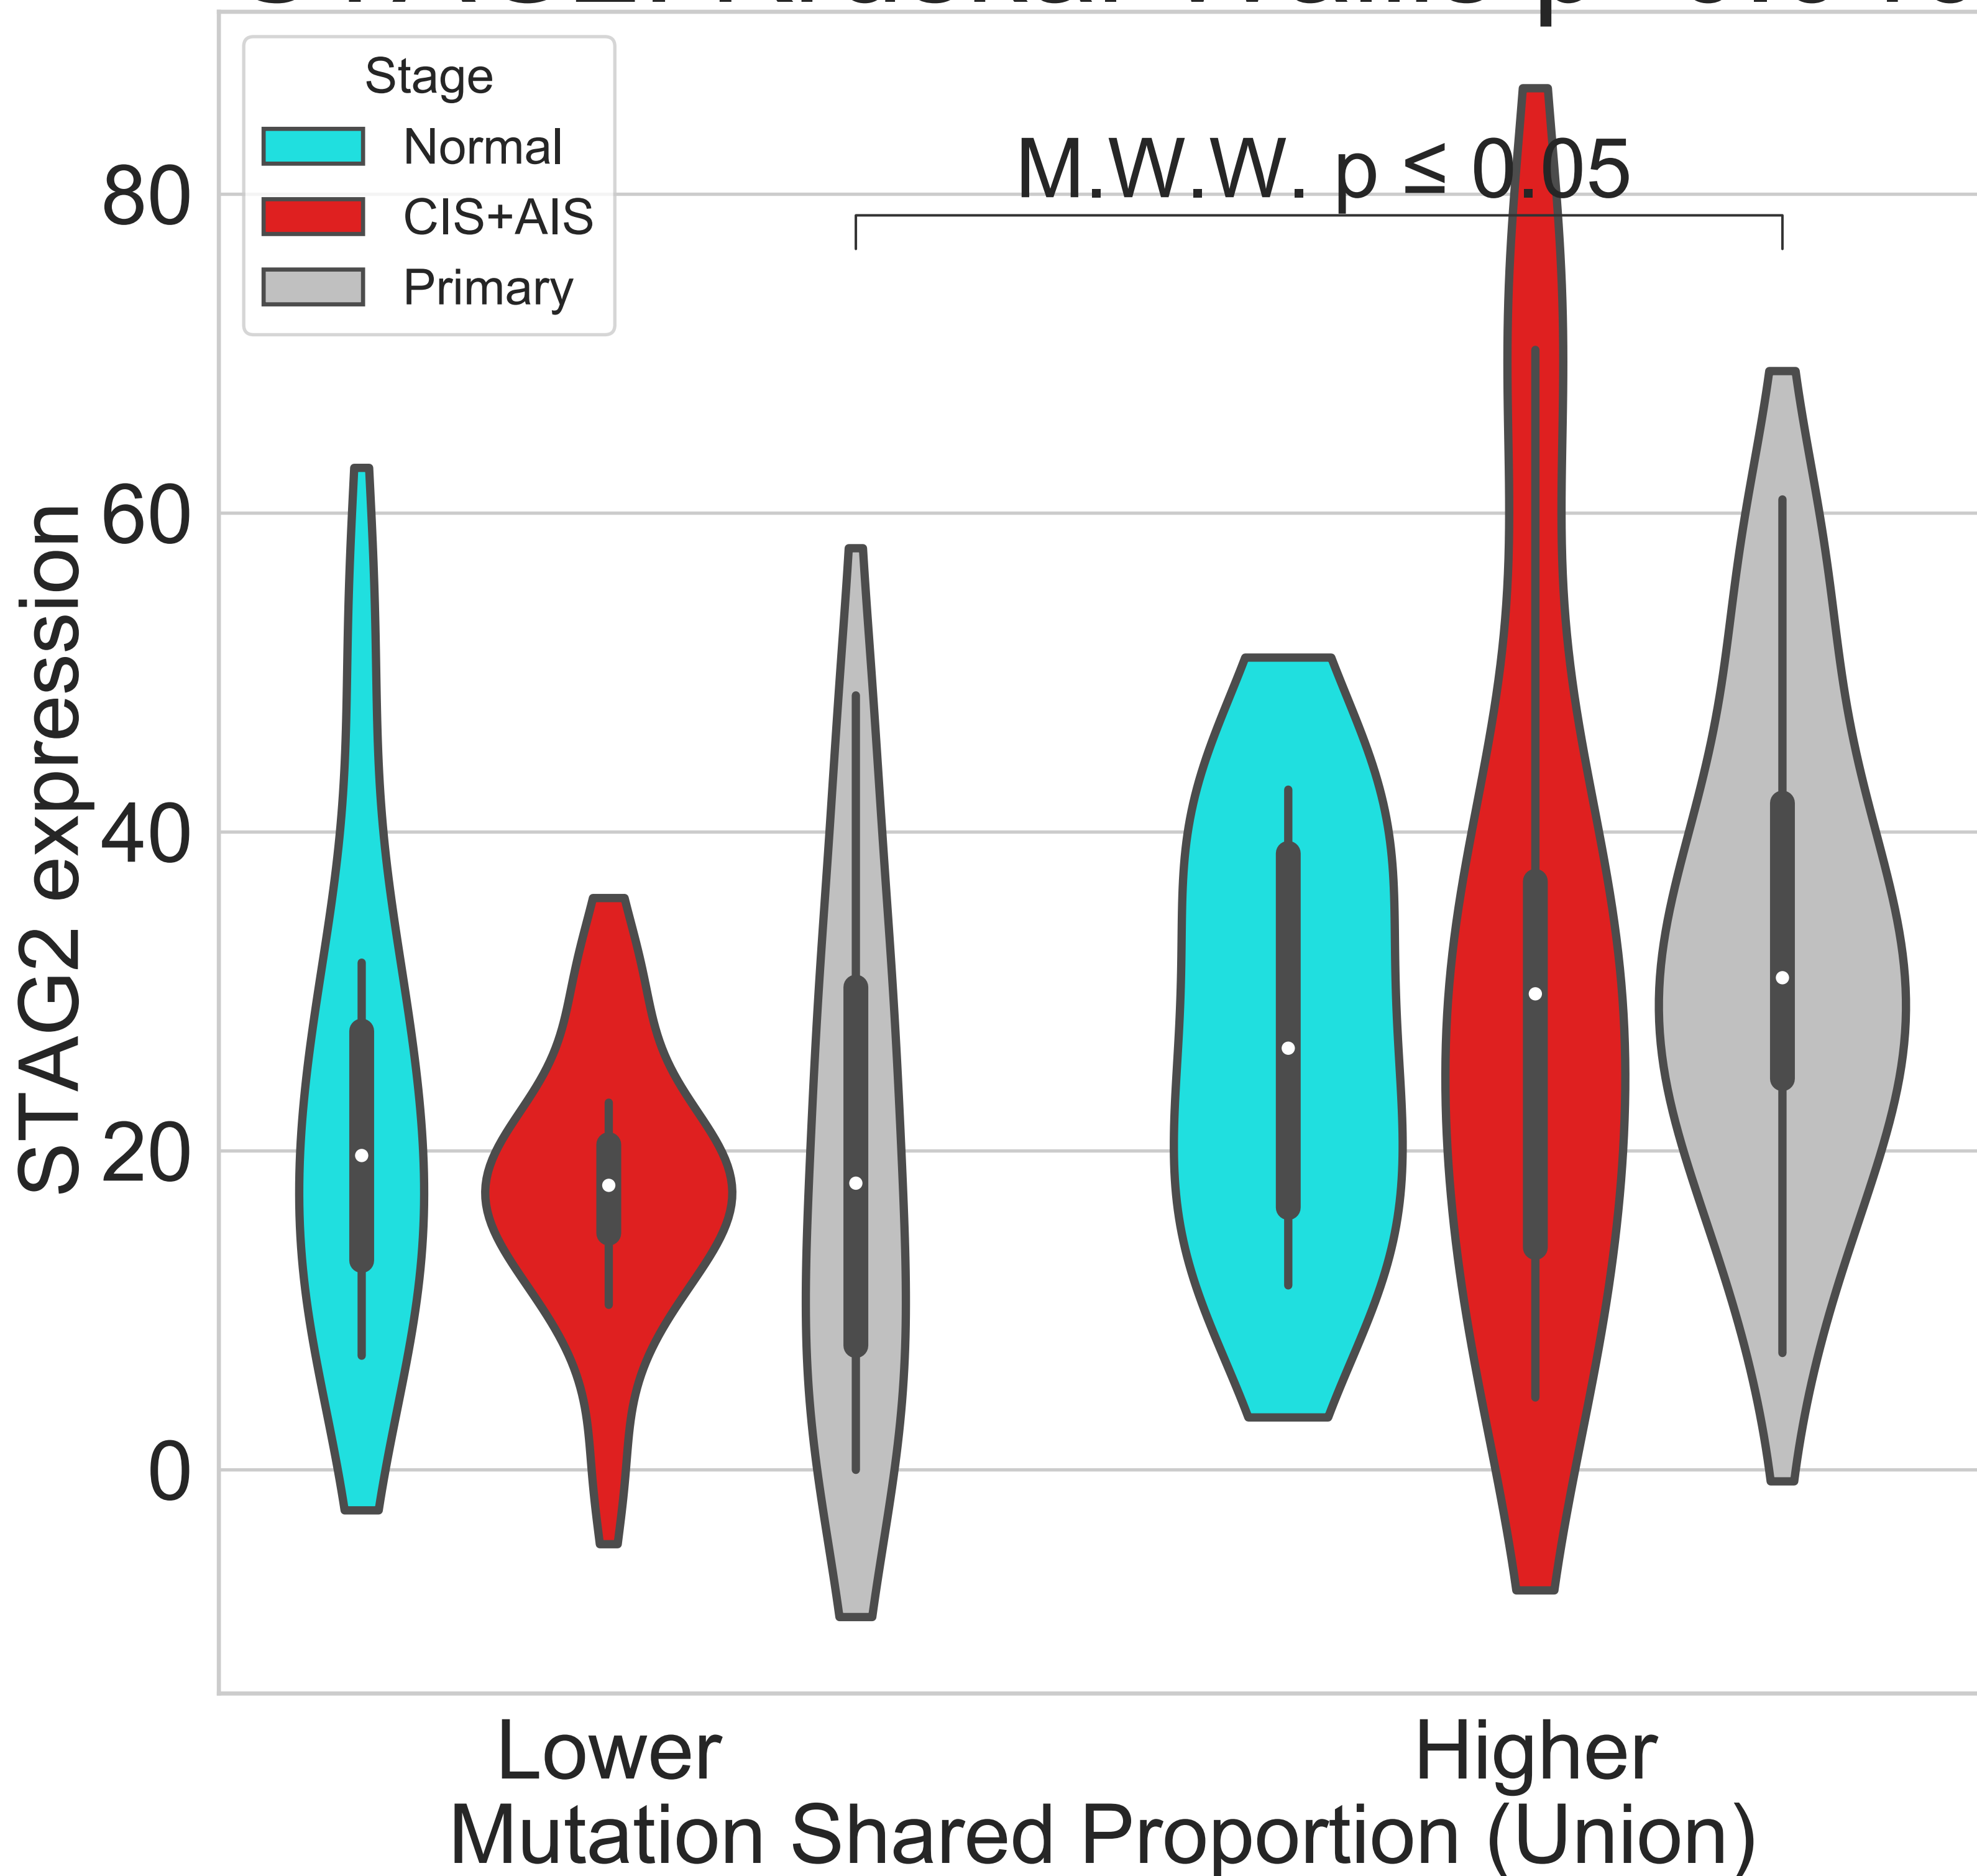 Stage
Normal
CIS+AIS
Primary
M.W.W. p ≤ 0.05
80
60
40
20
0
STAG2 expression
Lower
Higher
Mutation Shared Proportion (Union)